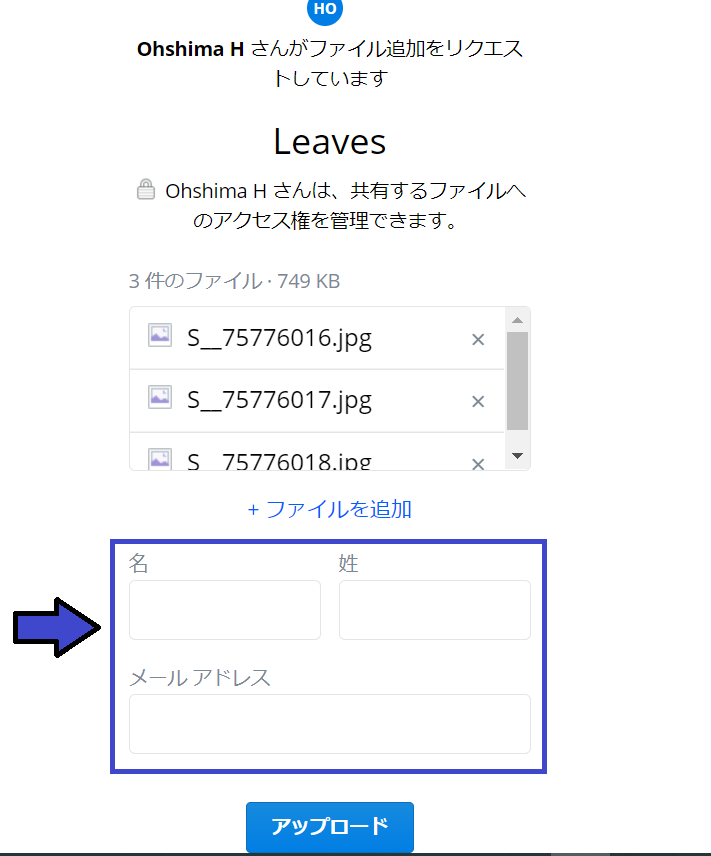 HO
Ohshima H さんがファイル追加をリクエス
トしています
Leaves
Ohshima H さんは、共有するファイルへ
のアクセス権を管理できます。
3 件のファイル · 749 KB
S__75776016.jpg
S__75776017.jpg
S__75776018.jpg
+ ファイルを追加
名 姓
メール アドレス
アップロード